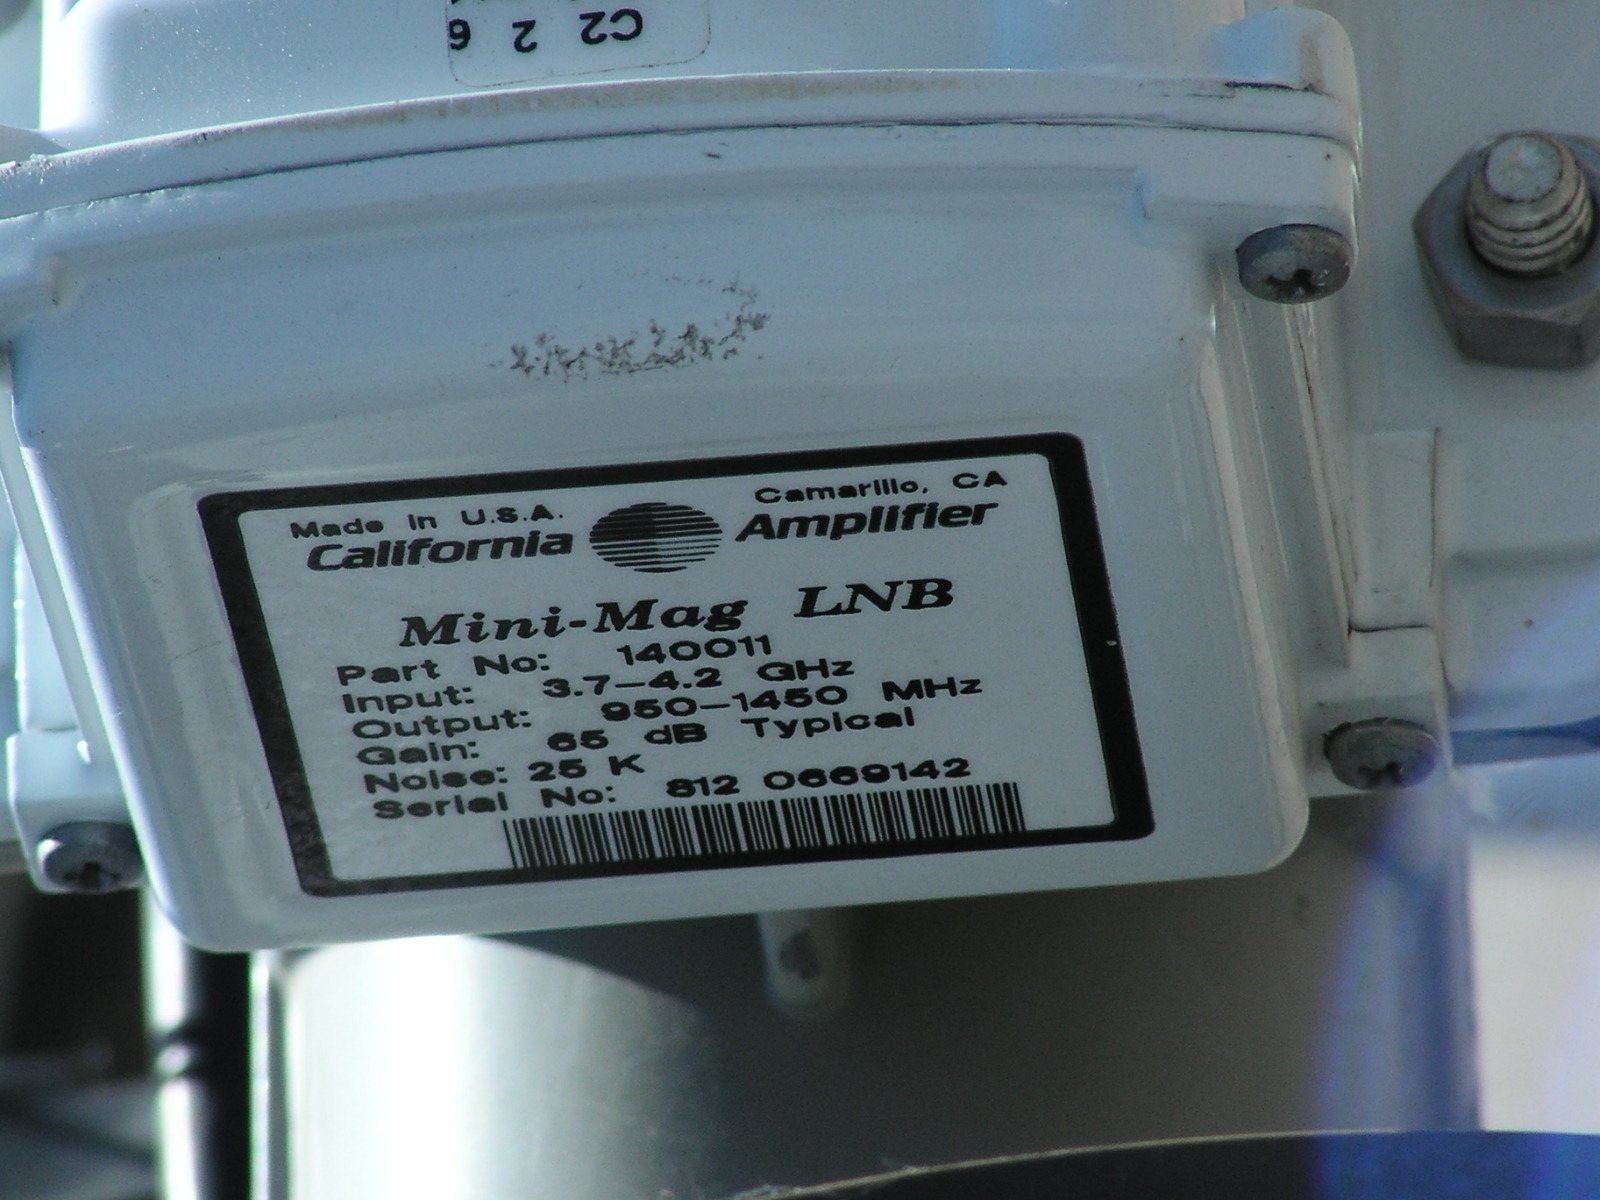 C2 2 6
Made in U.S.A. Camarillo, CA
California Amplifier
Mini-Mag LNB
Part No: 140011
Input: 3.7-4.2 GHz
Output: 950-1450 MHz
Gain: 65 dB Typical
Noise: 25 K
Serial No: 812 0669142